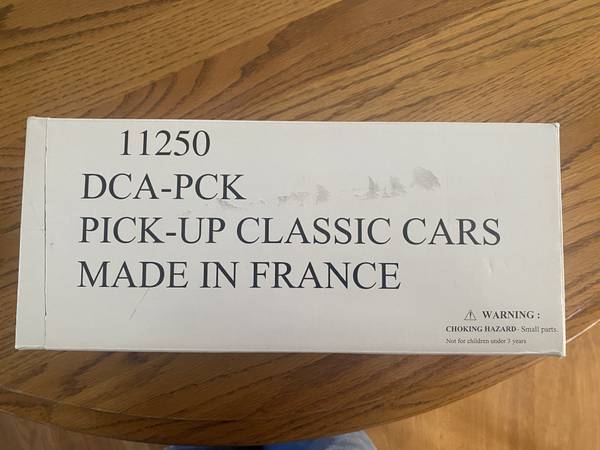 11250
DCA-PCK
PICK-UP CLASSIC CARS
MADE IN FRANCE
⚠ WARNING :
CHOKING HAZARD- Small parts.
Not for children under 3 years